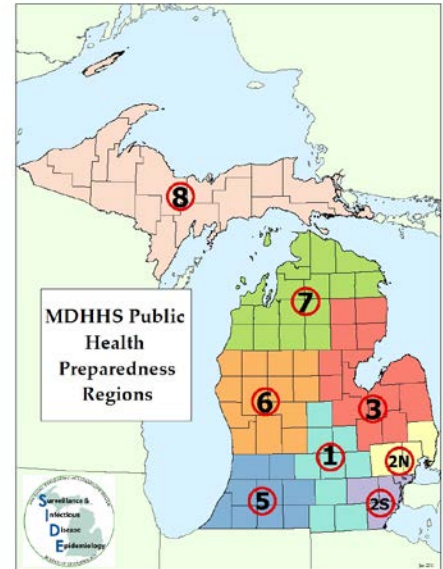 8
7
MDHHS Public
Health
Preparedness
Regions
6
3
1
2N
5
2S
Surveillance &
Infectious
Disease
Epidemiology